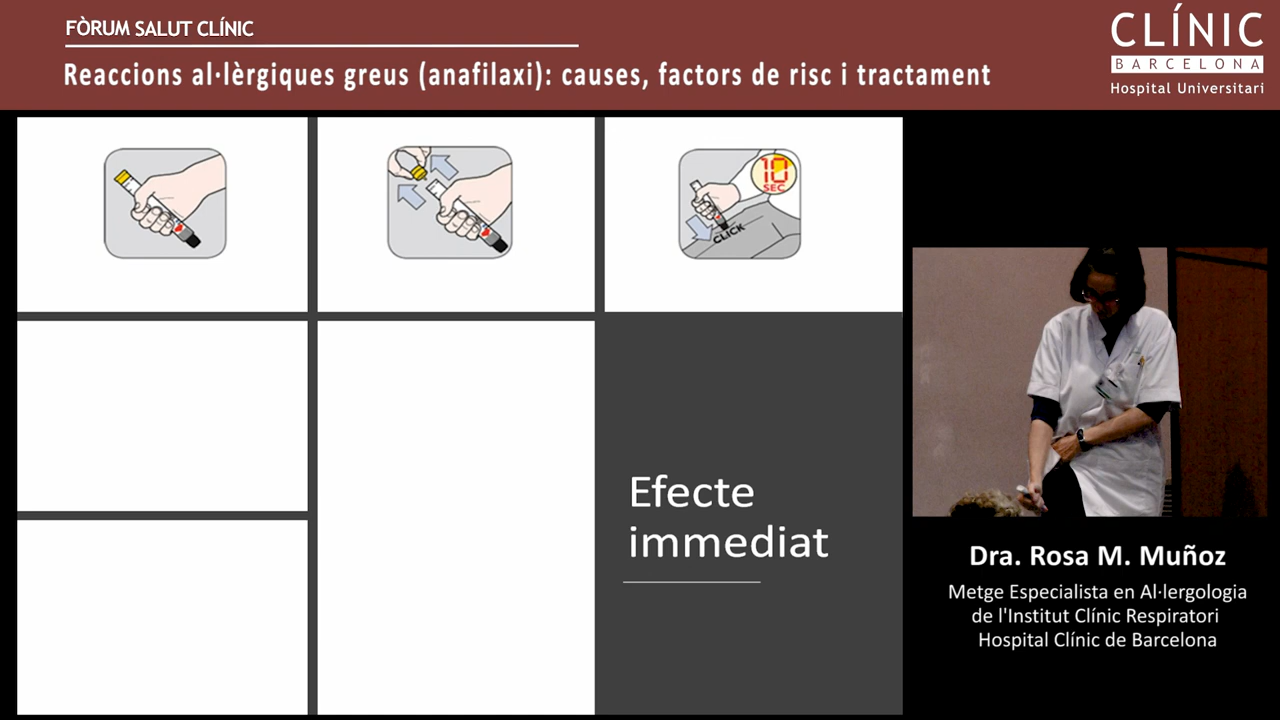 FÒRUM SALUT CLÍNIC
Reaccions al·lèrgiques greus (anafilaxi): causes, factors de risc i tractament
CLÍNIC
BARCELONA
Hospital Universitari
10
SEC
CLICK
Efecte
immediat
Dra. Rosa M. Muñoz
Metge Especialista en Al·lergologia
de l'Institut Clínic Respiratori
Hospital Clínic de Barcelona